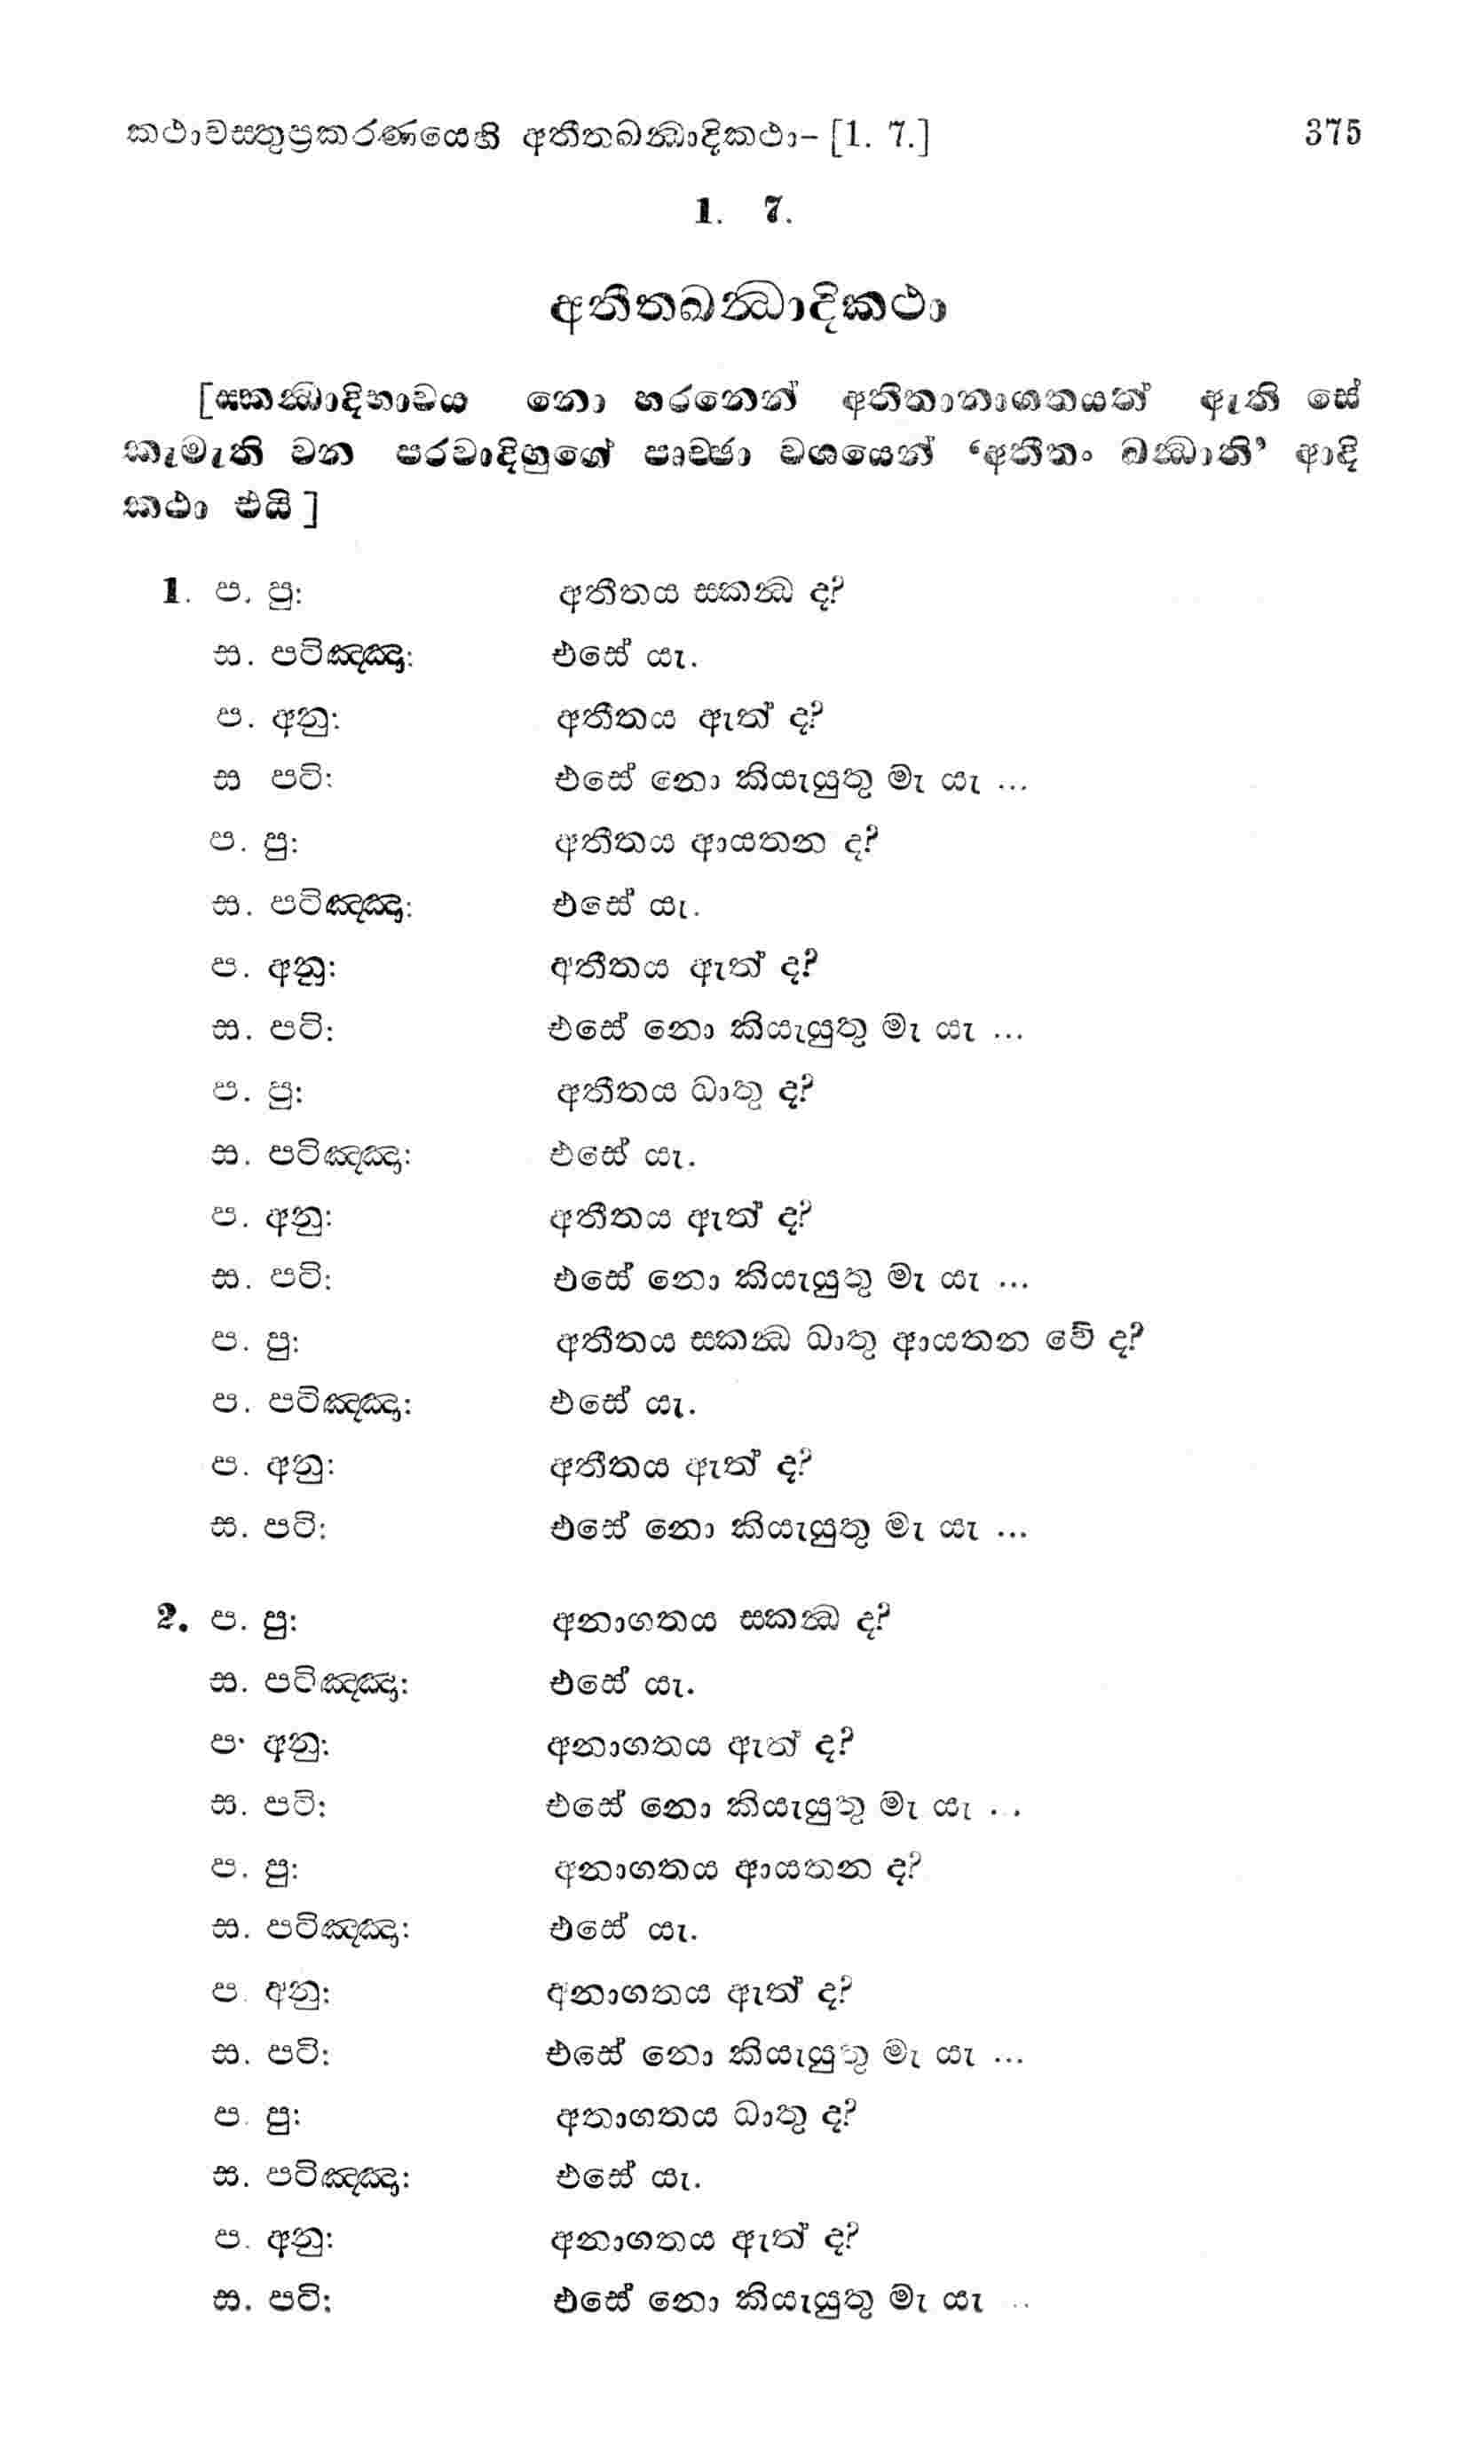 කථාවස්තුප්‍රකරණයෙහි අතීතඛන්‍ධාදිකථා– [1. 7.] 375
1. 7.
අතීතඛන්‍ධාදිකථා
[ස්කන්‍ධාදිභාවය නො හරනෙන් අතීතානාගතයන් ඇති සේ
කැමැති වන පරවාදිහුගේ පෘච්ඡා වශයෙන් ‘අතීතං ඛන්‍ධාති’ ආදි
කථා එයි]
1. ප. පු: අතීතය ස්කන්‍ධ ද?
ස. පටිඤ්ඤා: එසේ යැ.
ප. අනු: අතීතය ඇත් ද?
ස පටි: එසේ නො කියැයුතු මැ යැ ...
ප. පු: අතීතය ආයතන ද?
ස. පටිඤ්ඤා: එසේ යැ.
ප. අනු: අතීතය ඇත් ද?
ස. පටි: එසේ නො කියැයුතු මැ යැ ...
ප. පු: අතීතය ධාතු ද?
ස. පටිඤ්ඤා: එසේ යැ.
ප. අනු: අතීතය ඇත් ද?
ස. පටි: එසේ නො කියැයුතු මැ යැ ...
ප. පු: අතීතය ස්කන්‍ධ ධාතු ආයතන වේ ද?
ප. පටිඤ්ඤා: එසේ යැ.
ප. අනු: අතීතය ඇත් ද?
ස. පටි: එසේ නො කියැයුතු මැ යැ ...
2. ප. පු: අනාගතය ස්කන්‍ධ ද?
ස. පටිඤ්ඤා: එසේ යැ.
ප. අනු: අනාගතය ඇත් ද?
ස. පටි: එසේ නො කියැයුතු මැ යැ ...
ප. පු: අනාගතය ආයතන ද?
ස. පටිඤ්ඤා: එසේ යැ.
ප. අනු: අනාගතය ඇත් ද?
ස. පටි: එසේ නො කියැයුතු මැ යැ ...
ප. පු: අනාගතය ධාතු ද?
ස. පටිඤ්ඤා: එසේ යැ.
ප. අනු: අනාගතය ඇත් ද?
ස. පටි: එසේ නො කියැයුතු මැ යැ ..